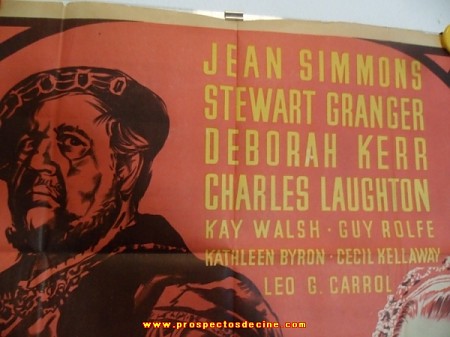 JEAN SIMMONS
STEWART GRANGER
DEBORAH KERR
CHARLES LAUGHTON
KAY WALSH · GUY ROLFE
KATHLEEN BYRON · CECIL KELLAWAY
LEO G. CARROL
www.prospectosdecine.com